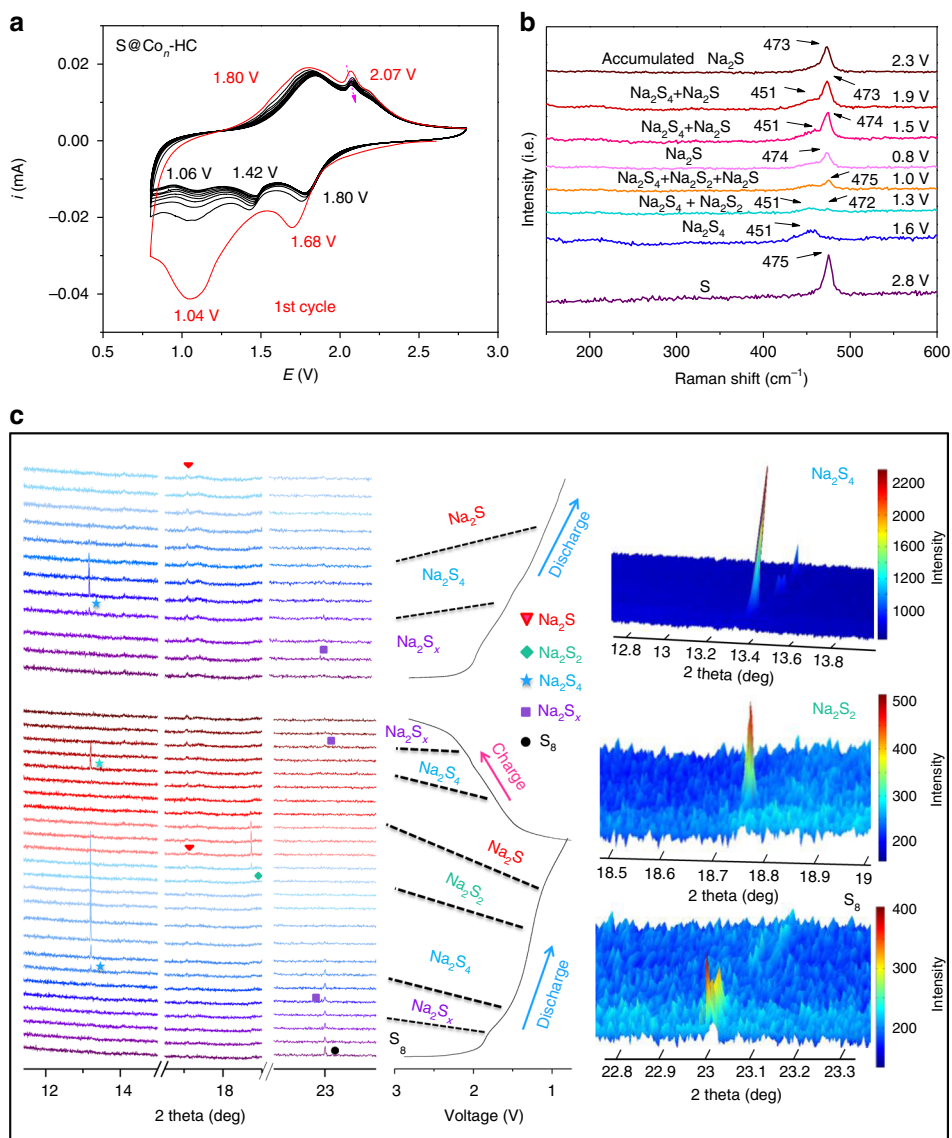 a
S@Coₙ-HC
1.80 V
2.07 V
1.06 V
1.42 V
1.80 V
1.68 V
1.04 V
1st cycle
0.02
0.00
−0.02
−0.04
i (mA)
0.5 1.0 1.5 2.0 2.5 3.0
E (V)
b
473
Accumulated Na₂S 2.3 V
Na₂S₄+Na₂S 451 473 1.9 V
Na₂S₄+Na₂S 451 474 1.5 V
Na₂S 474 0.8 V
Na₂S₄+Na₂S₂+Na₂S 475 1.0 V
Na₂S₄ + Na₂S₂ 451 472 1.3 V
Na₂S₄ 451 1.6 V
475
S 2.8 V
Intensity (i.e.)
200 300 400 500 600
Raman shift (cm⁻¹)
c
Na₂S
Na₂S₄
Na₂Sₓ
Discharge
Na₂S
Na₂S₂
Na₂S₄
Na₂Sₓ
S₈
Na₂Sₓ
Na₂S₄
Charge
Na₂S
Na₂S₂
Na₂S₄
Na₂Sₓ
S₈
Discharge
12 14 18 23
2 theta (deg)
3 2 1
Voltage (V)
Na₂S₄
2200
2000
1600
1200
1000
Intensity
12.8 13 13.4 13.6 13.8
2 theta (deg)
Na₂S₂
500
400
300
200
Intensity
18.5 18.6 18.7 18.8 18.9 19
2 theta (deg)
S₈
400
300
200
Intensity
22.8 22.9 23 23.1 23.2 23.3
2 theta (deg)